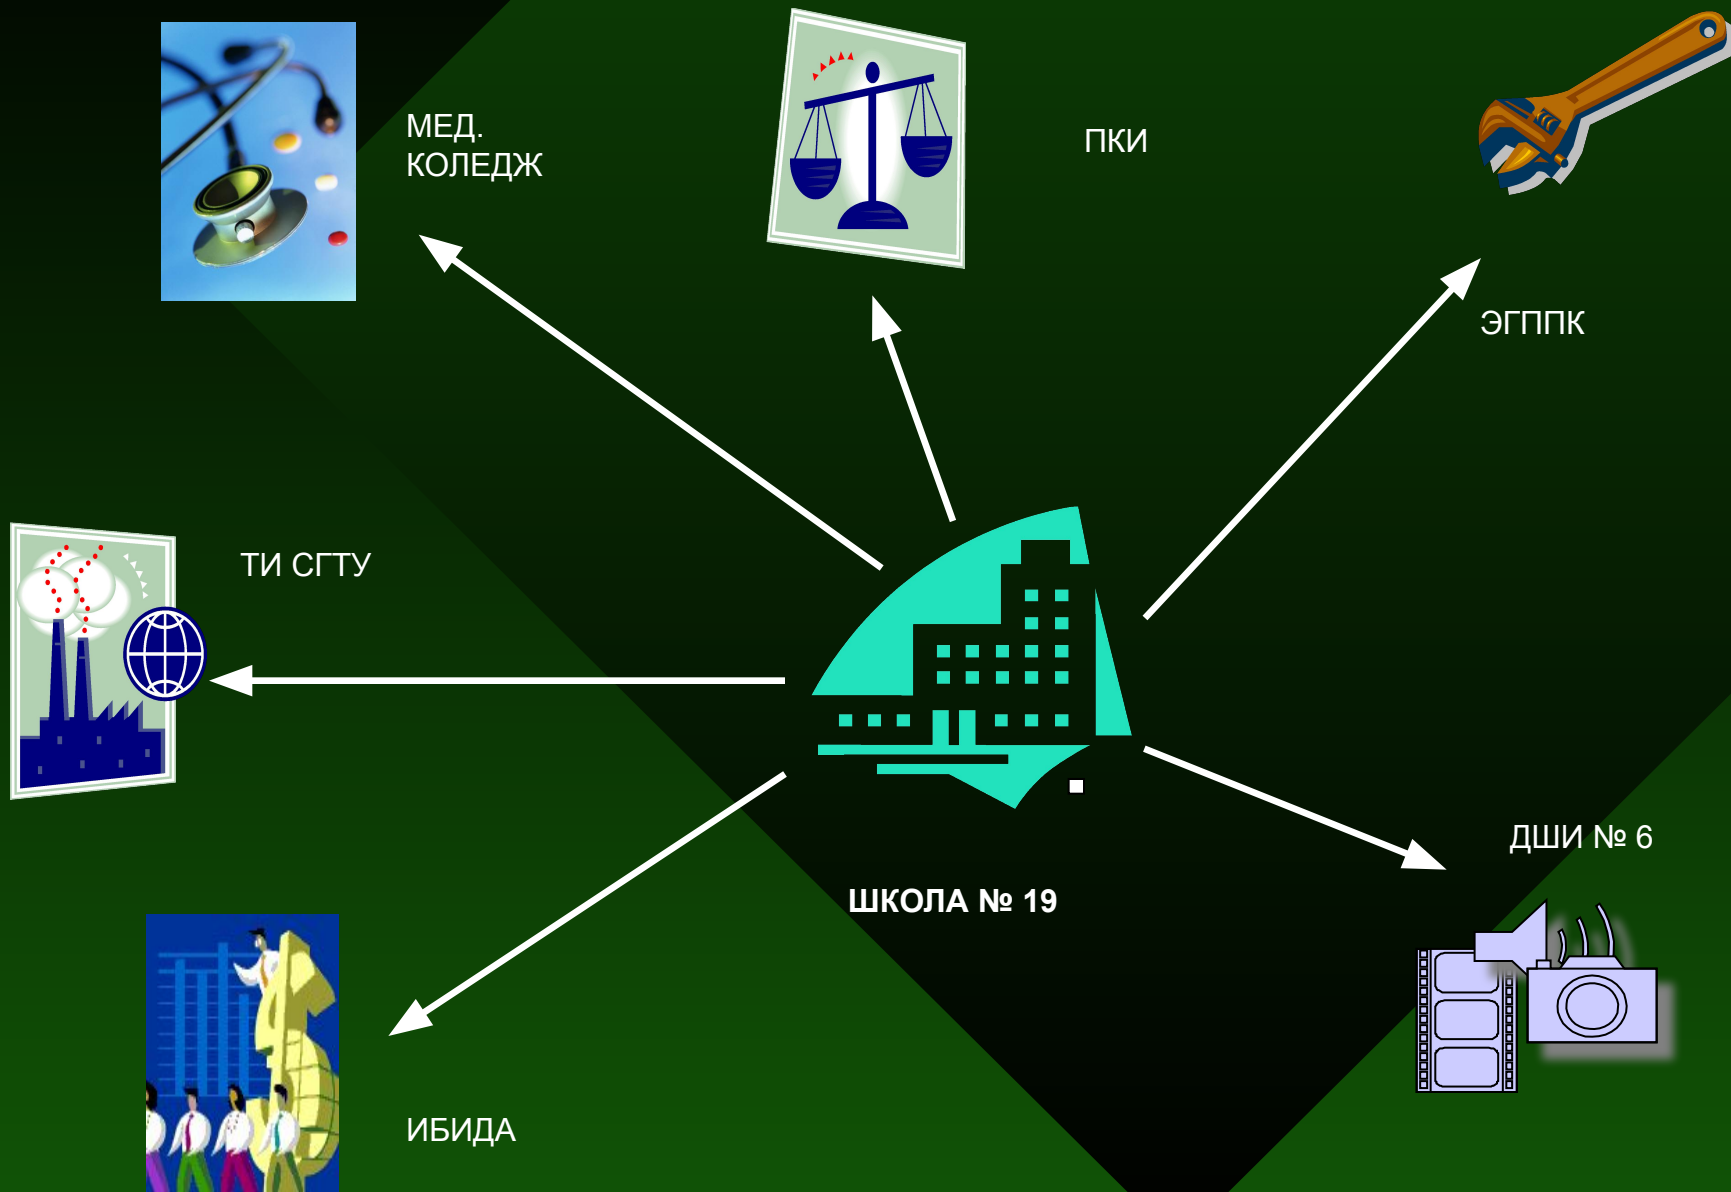 МЕД.
КОЛЕДЖ
ПКИ
ЭГППК
ТИ СГТУ
ДШИ № 6
ШКОЛА № 19
ИБИДА